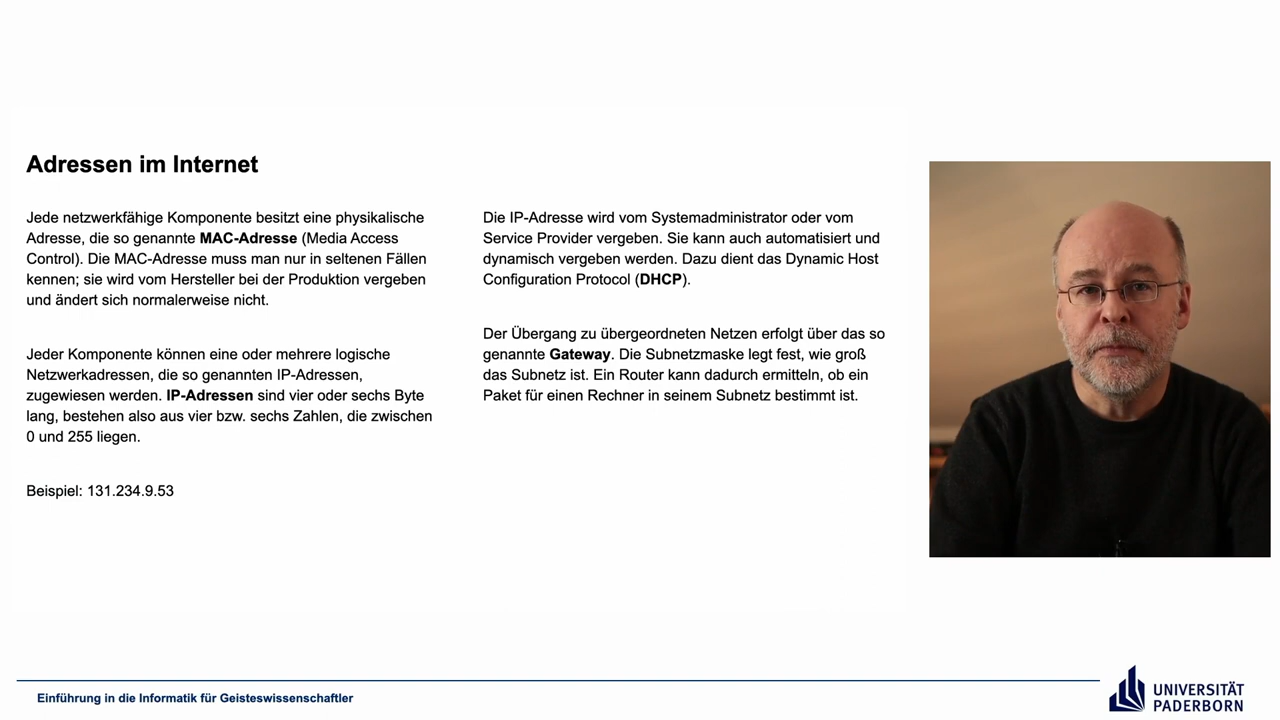 Adressen im Internet
Jede netzwerkfähige Komponente besitzt eine physikalische
Adresse, die so genannte MAC-Adresse (Media Access
Control). Die MAC-Adresse muss man nur in seltenen Fällen
kennen; sie wird vom Hersteller bei der Produktion vergeben
und ändert sich normalerweise nicht.
Jeder Komponente können eine oder mehrere logische
Netzwerkadressen, die so genannten IP-Adressen,
zugewiesen werden. IP-Adressen sind vier oder sechs Byte
lang, bestehen also aus vier bzw. sechs Zahlen, die zwischen
0 und 255 liegen.
Beispiel: 131.234.9.53
Die IP-Adresse wird vom Systemadministrator oder vom
Service Provider vergeben. Sie kann auch automatisiert und
dynamisch vergeben werden. Dazu dient das Dynamic Host
Configuration Protocol (DHCP).
Der Übergang zu übergeordneten Netzen erfolgt über das so
genannte Gateway. Die Subnetzmaske legt fest, wie groß
das Subnetz ist. Ein Router kann dadurch ermitteln, ob ein
Paket für einen Rechner in seinem Subnetz bestimmt ist.
Einführung in die Informatik für Geisteswissenschaftler
UNIVERSITÄT
PADERBORN